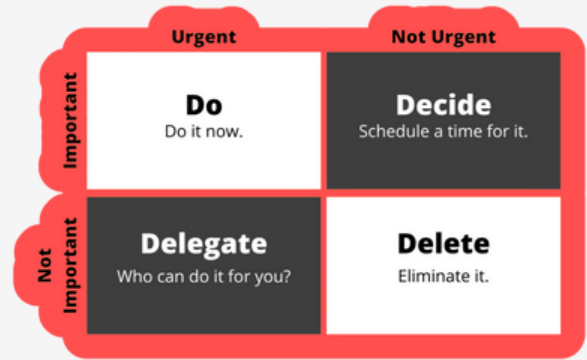 Urgent
Not Urgent
Important
Do
Do it now.
Decide
Schedule a time for it.
Not
Important
Delegate
Who can do it for you?
Delete
Eliminate it.